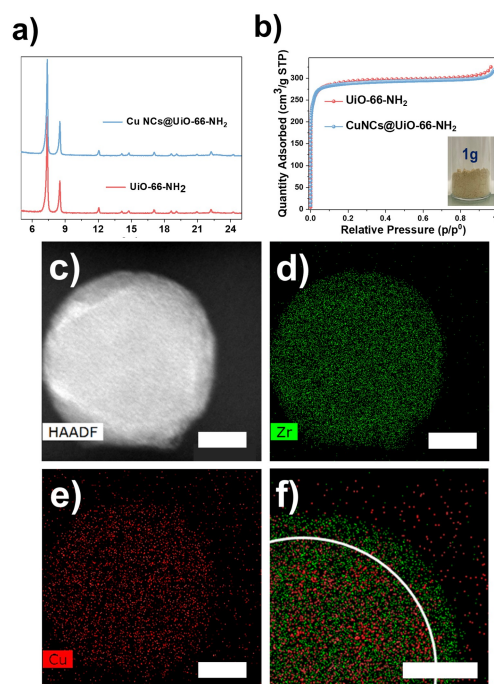 a)
Cu NCs@UiO-66-NH₂
UiO-66-NH₂
6 9 12 15 18 21 24
b)
Quantity Adsorbed (cm³/g STP)
350
300
250
200
150
100
50
0
UiO-66-NH₂
CuNCs@UiO-66-NH₂
1g
0.0 0.2 0.4 0.6 0.8
Relative Pressure (p/p⁰)
c)
HAADF
d)
Zr
e)
Cu
f)